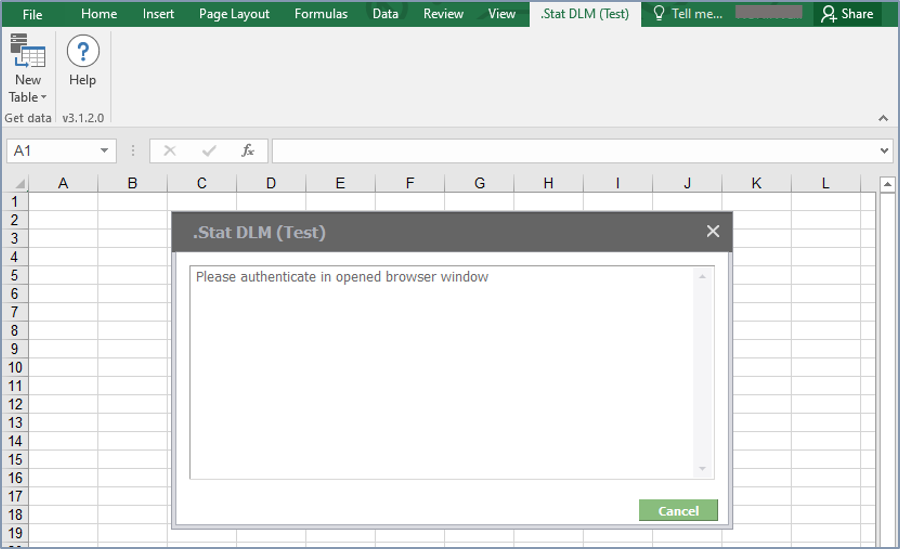 File Home Insert Page Layout Formulas Data Review View .Stat DLM (Test) Tell me... Share
New Table Help
Get data v3.1.2.0
A1 fx
A B C D E F G H I J K L
1
2
3
4
5
6
7
8
9
10
11
12
13
14
15
16
17
18
19
.Stat DLM (Test)
Please authenticate in opened browser window
Cancel